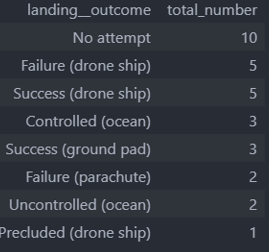 landing__outcome total_number
No attempt 10
Failure (drone ship) 5
Success (drone ship) 5
Controlled (ocean) 3
Success (ground pad) 3
Failure (parachute) 2
Uncontrolled (ocean) 2
Precluded (drone ship) 1